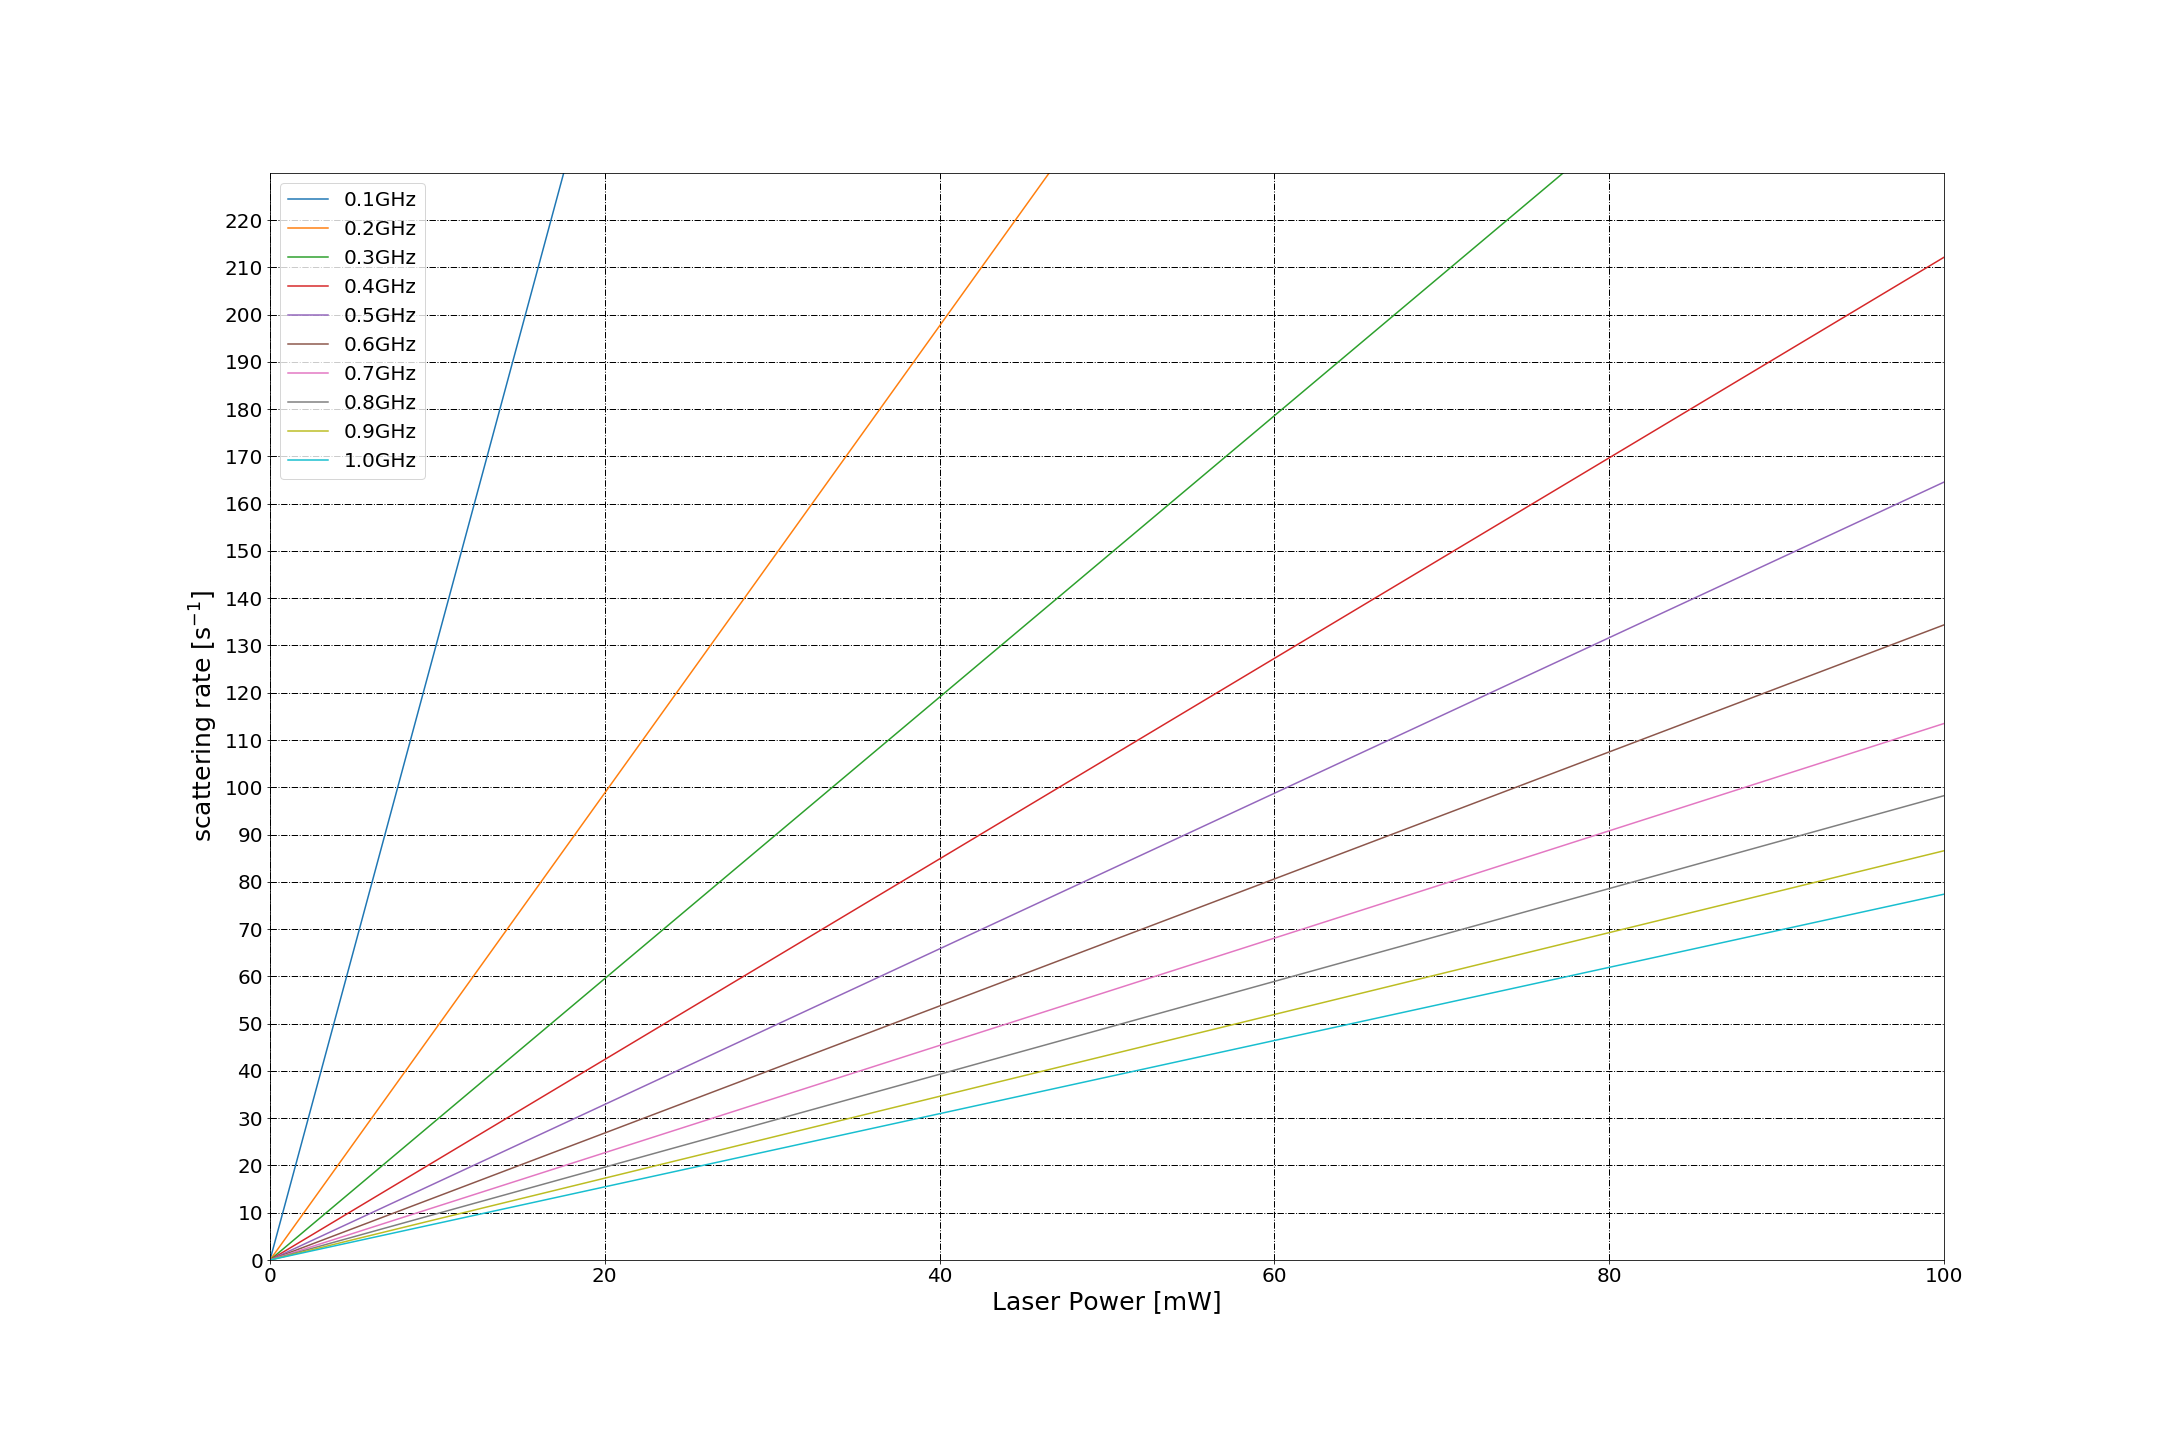 0.1GHz
0.2GHz
0.3GHz
0.4GHz
0.5GHz
0.6GHz
0.7GHz
0.8GHz
0.9GHz
1.0GHz
220
210
200
190
180
170
160
150
140
130
120
110
100
90
80
70
60
50
40
30
20
10
0
scattering rate [s⁻¹]
0 20 40 60 80 100
Laser Power [mW]